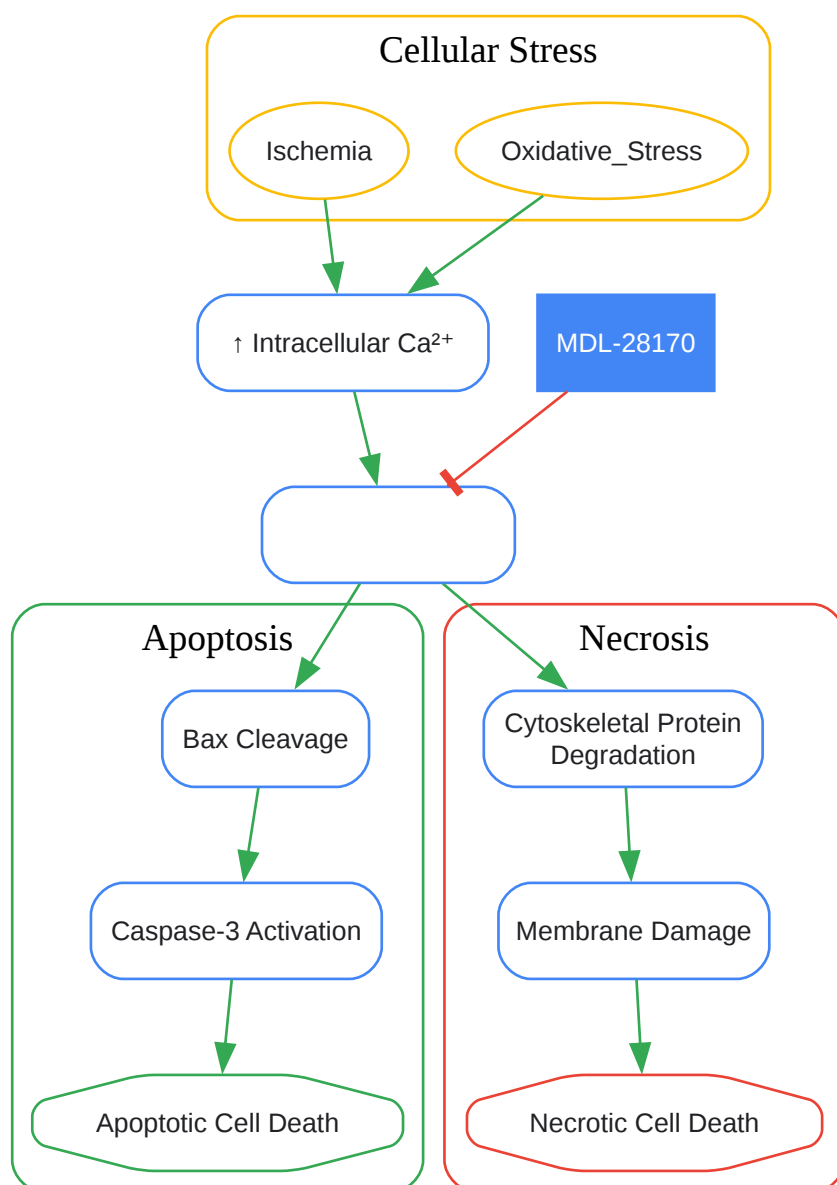 Cellular Stress
Ischemia
Oxidative_Stress
↑ Intracellular Ca²⁺
MDL-28170
Apoptosis
Necrosis
Bax Cleavage
Cytoskeletal Protein
Degradation
Caspase-3 Activation
Membrane Damage
Apoptotic Cell Death
Necrotic Cell Death